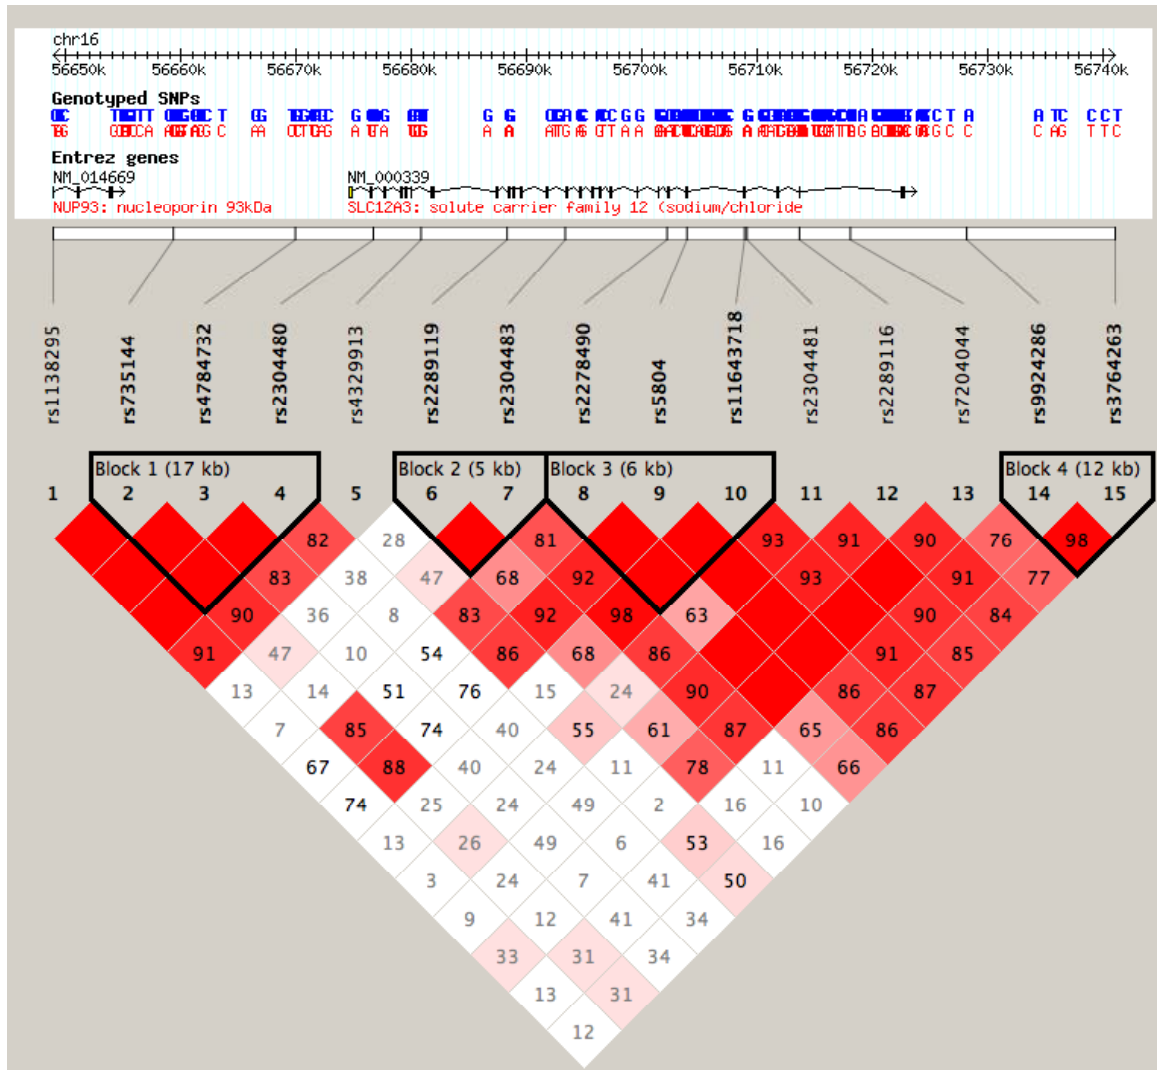 chr16
56650k 56660k 56670k 56680k 56690k 56700k 56710k 56720k 56730k 56740k
Genotyped SNPs
Entrez genes
NM_014669 NM_000339
NUP93: nucleoporin 93kDa SLC12A3: solute carrier family 12 (sodium/chloride
rs1138295 rs735144 rs4784732 rs2304480 rs4329913 rs2289119 rs2304483 rs2278490 rs5804 rs11643718 rs2304481 rs2289116 rs7204044 rs9924286 rs3764263
Block 1 (17 kb) Block 2 (5 kb) Block 3 (6 kb) Block 4 (12 kb)
1 2 3 4 5 6 7 8 9 10 11 12 13 14 15
82 28 81 93 91 90 76 98
83 38 47 68 92 93 91 77
90 36 8 83 92 98 63 90 84
91 47 10 54 86 68 86 91 85
13 14 51 76 15 24 90 86 87
7 85 74 40 55 61 87 65 86
67 88 40 24 11 78 11 66
74 25 24 49 2 16 10
13 26 49 6 53 16
3 24 7 41 50
9 12 41 34
33 31 34
13 31
12